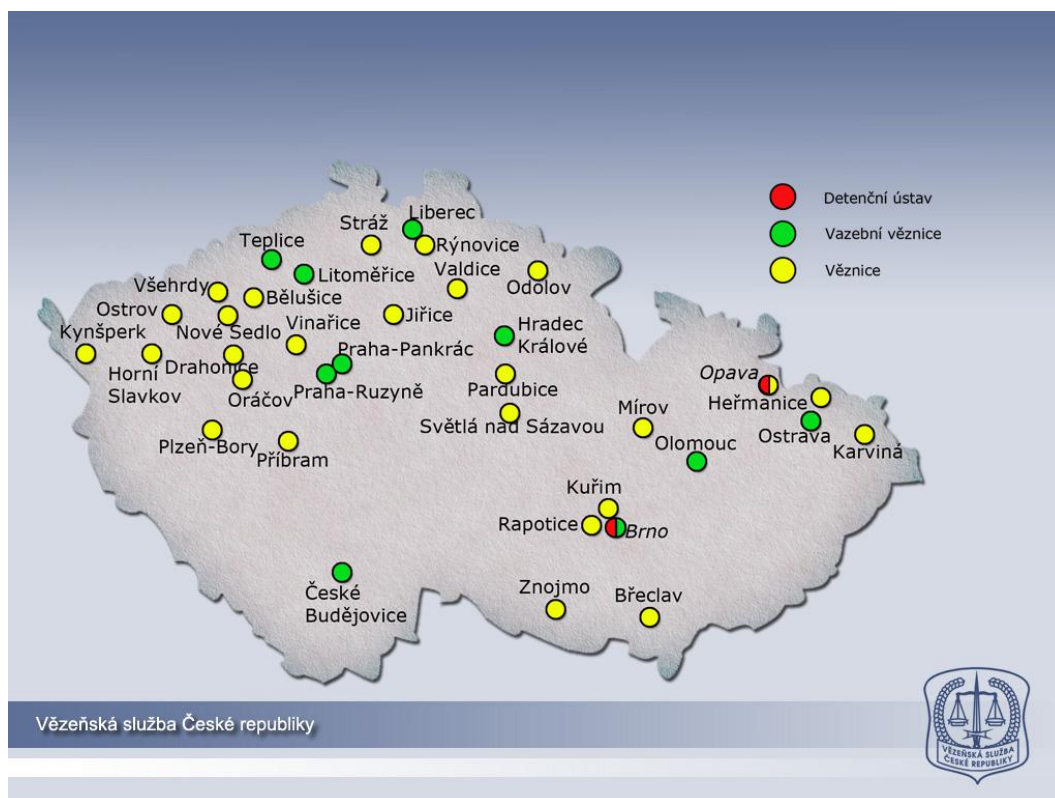 Detenční ústav
Vazební věznice
Věznice
Liberec
Stráž
Rýnovice
Teplice
Litoměřice
Valdice
Odolov
Všehrdy
Bělušice
Ostrov
Nové Sedlo
Vinařice
Jiřice
Kynšperk
Hradec
Králové
Praha-Pankrác
Drahonice
Horní
Slavkov
Praha-Ruzyně
Oráčov
Pardubice
Opava
Heřmanice
Mírov
Světlá nad Sázavou
Ostrava
Plzeň-Bory
Příbram
Olomouc
Karviná
Kuřim
Rapotice
Brno
České
Budějovice
Znojmo
Břeclav
Vězeňská služba České republiky
VĚZEŇSKÁ SLUŽBA
ČESKÉ REPUBLIKY